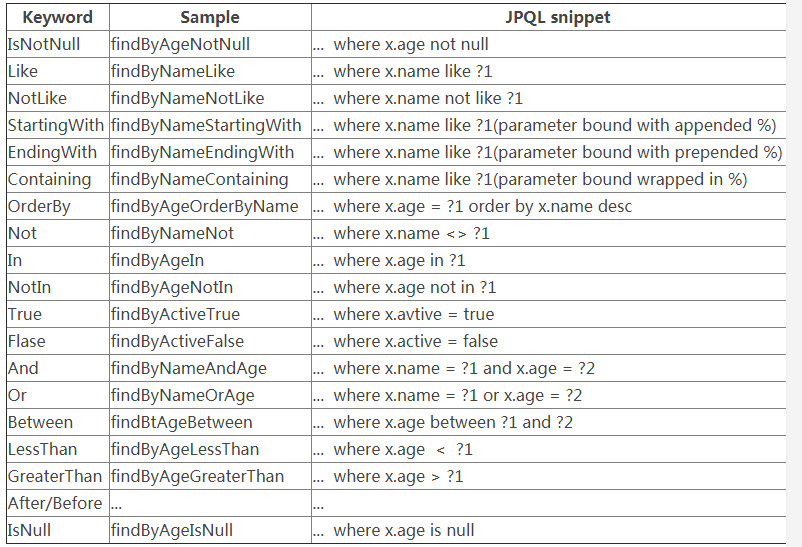 Keyword Sample JPQL snippet
IsNotNull findByAgeNotNull ... where x.age not null
Like findByNameLike ... where x.name like ?1
NotLike findByNameNotLike ... where x.name not like ?1
StartingWith findByNameStartingWith ... where x.name like ?1(parameter bound with appended %)
EndingWith findByNameEndingWith ... where x.name like ?1(parameter bound with prepended %)
Containing findByNameContaining ... where x.name like ?1(parameter bound wrapped in %)
OrderBy findByAgeOrderByName ... where x.age = ?1 order by x.name desc
Not findByNameNot ... where x.name <> ?1
In findByAgeIn ... where x.age in ?1
NotIn findByAgeNotIn ... where x.age not in ?1
True findByActiveTrue ... where x.avtive = true
Flase findByActiveFalse ... where x.active = false
And findByNameAndAge ... where x.name = ?1 and x.age = ?2
Or findByNameOrAge ... where x.name = ?1 or x.age = ?2
Between findBtAgeBetween ... where x.age between ?1 and ?2
LessThan findByAgeLessThan ... where x.age < ?1
GreaterThan findByAgeGreaterThan ... where x.age > ?1
After/Before ... ...
IsNull findByAgeIsNull ... where x.age is null